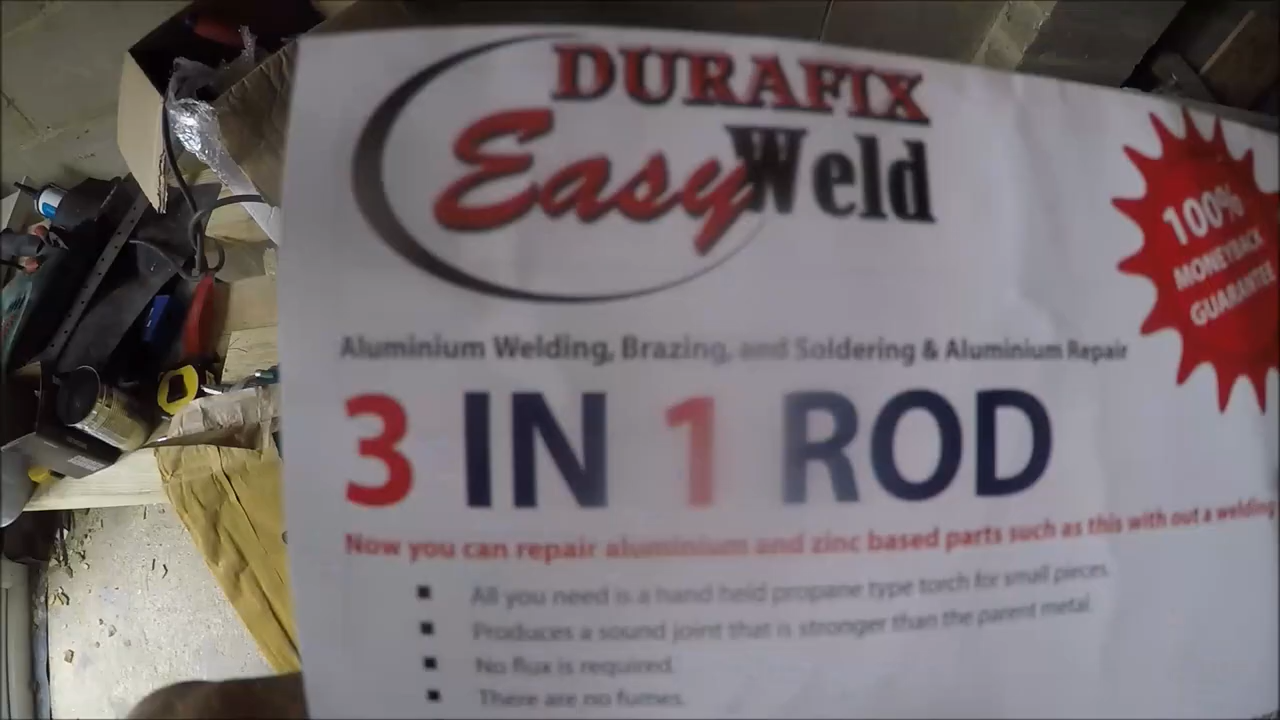 DURAFIX
EasyWeld
100%
MONEYBACK
GUARANTEE
Aluminium Welding, Brazing, and Soldering & Aluminium Repair
3 IN 1 ROD
Now you can repair aluminium and zinc based parts such as this with out a welding
All you need is a hand held propane type torch for small pieces.
Produces a sound joint that is stronger than the parent metal.
No flux is required.
There are no fumes.